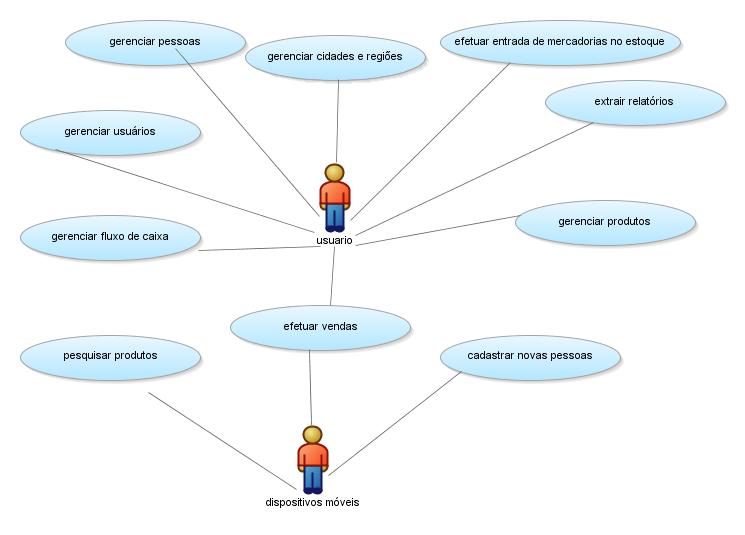 gerenciar pessoas
efetuar entrada de mercadorias no estoque
gerenciar cidades e regiões
extrair relatórios
gerenciar usuários
gerenciar produtos
gerenciar fluxo de caixa
usuario
efetuar vendas
pesquisar produtos
cadastrar novas pessoas
dispositivos móveis